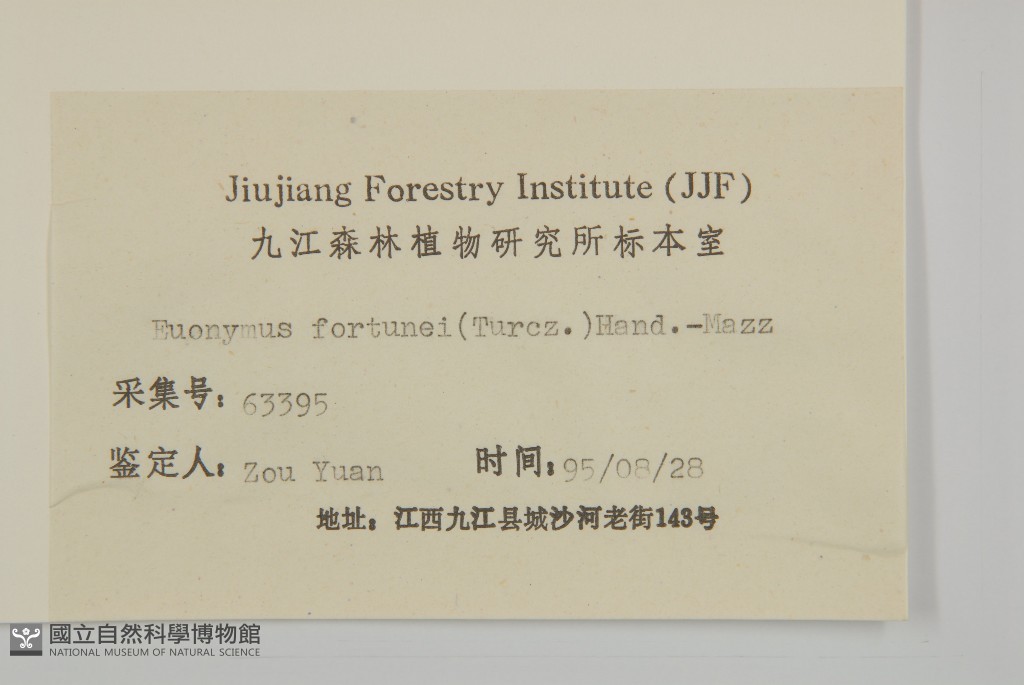 Jiujiang Forestry Institute (JJF)
九江森林植物研究所标本室
Euonymus fortunei(Turcz.)Hand.-Mazz
采集号: 63395
鉴定人: Zou Yuan 时间: 95/08/28
地址: 江西九江县城沙河老街143号
國立自然科學博物館
NATIONAL MUSEUM OF NATURAL SCIENCE